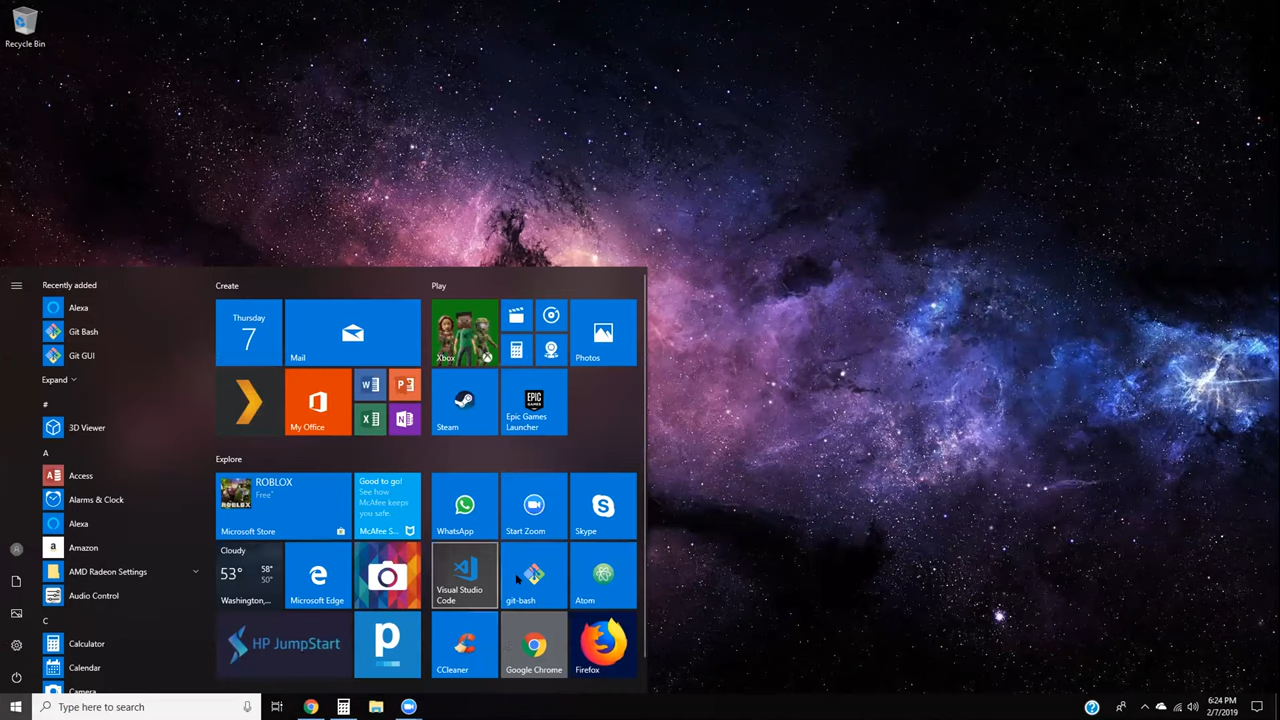 Recycle Bin
Recently added
Alexa
Git Bash
Git GUI
Expand
#
3D Viewer
A
Access
Alarms & Clock
Alexa
Amazon
AMD Radeon Settings
Audio Control
C
Calculator
Calendar
Camera
Create
Thursday
7
Mail
My Office
Explore
ROBLOX
Free*
Microsoft Store
Good to go!
See how
McAfee keeps
you safe.
McAfee S...
Cloudy
53°
58°
50°
Washington,...
Microsoft Edge
HP JumpStart
p
Play
Xbox
Photos
Steam
EPIC
GAMES
Epic Games
Launcher
WhatsApp
Start Zoom
Skype
Visual Studio
Code
git-bash
Atom
CCleaner
Google Chrome
Firefox
Type here to search
6:24 PM
2/7/2019